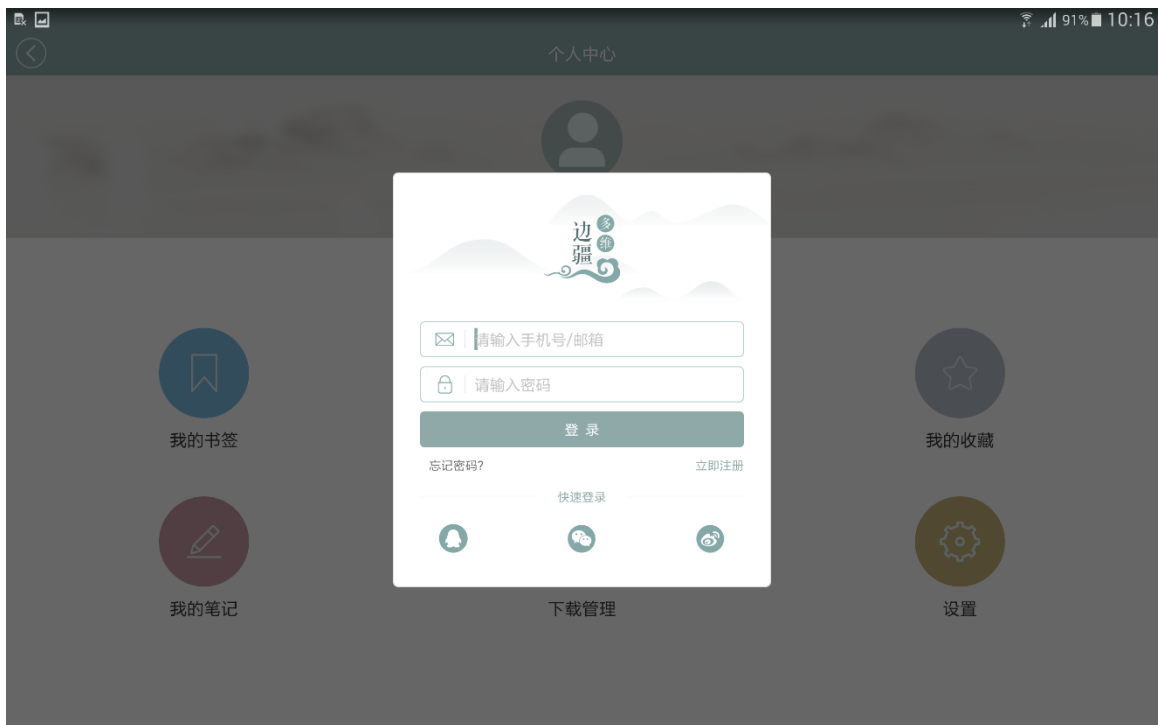 91% 10:16
个人中心
多维
边疆
请输入手机号/邮箱
请输入密码
登录
忘记密码?
立即注册
快速登录
我的书签
我的收藏
我的笔记
下载管理
设置